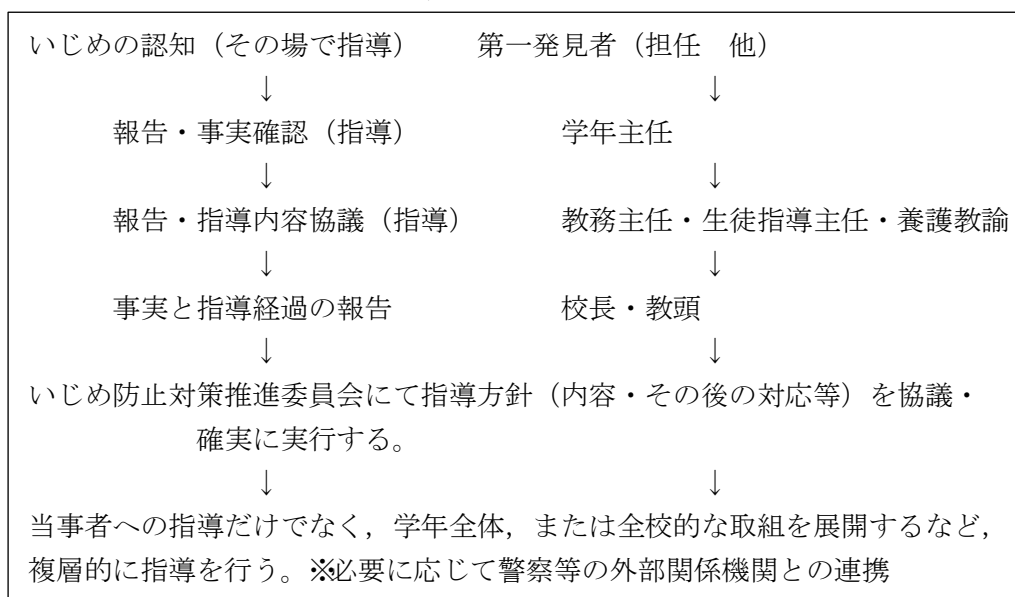 いじめの認知（その場で指導）　　第一発見者（担任　他）
↓　　↓
報告・事実確認（指導）　　学年主任
↓　　↓
報告・指導内容協議（指導）　　教務主任・生徒指導主任・養護教諭
↓　　↓
事実と指導経過の報告　　校長・教頭
↓　　↓
いじめ防止対策推進委員会にて指導方針（内容・その後の対応等）を協議・
確実に実行する。
↓　　↓
当事者への指導だけでなく，学年全体，または全校的な取組を展開するなど，
複層的に指導を行う。※必要に応じて警察等の外部関係機関との連携